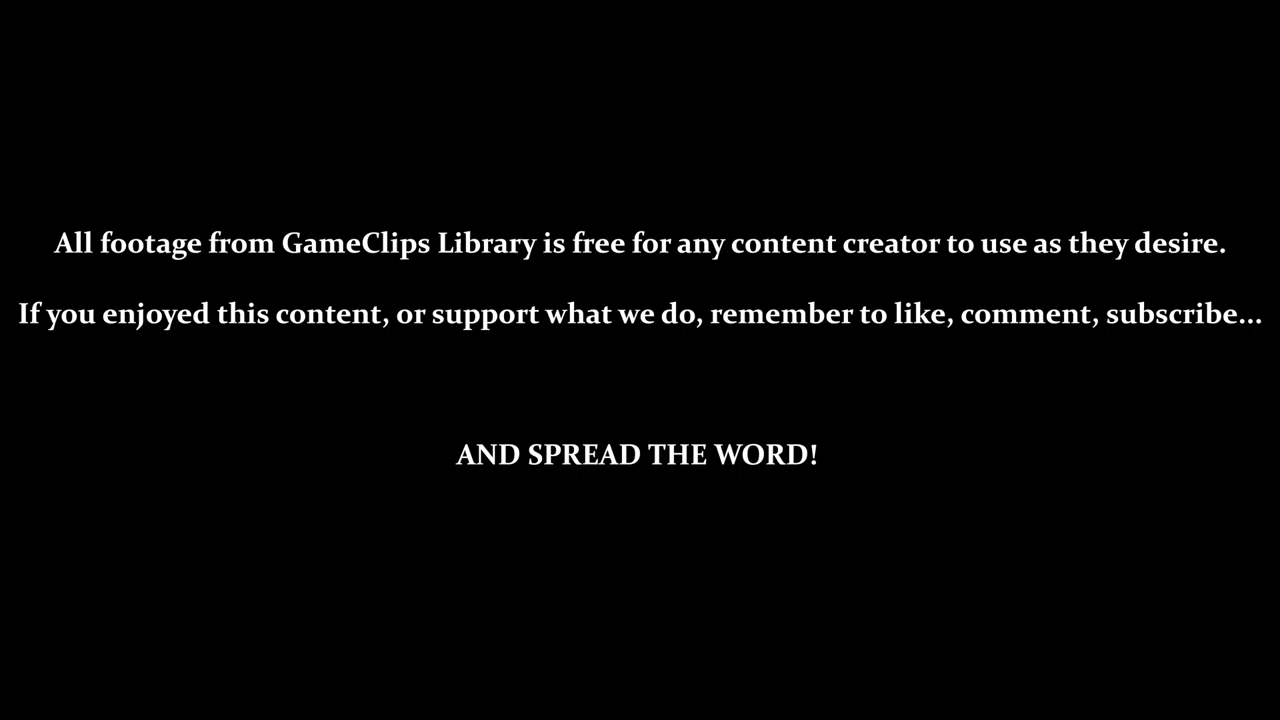 All footage from GameClips Library is free for any content creator to use as they desire.
If you enjoyed this content, or support what we do, remember to like, comment, subscribe...
AND SPREAD THE WORD!